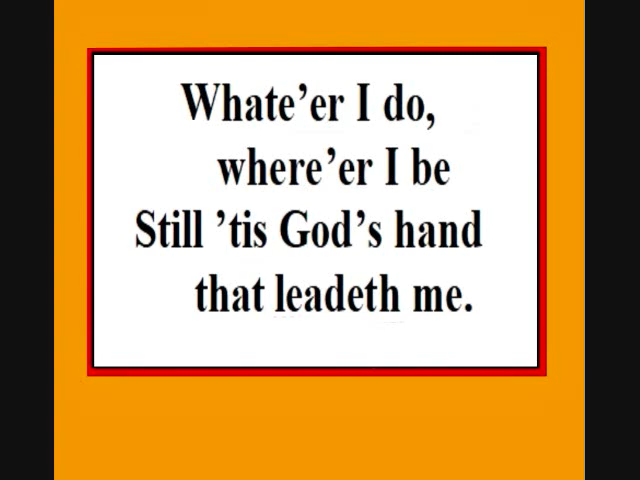 Whate’er I do,
where’er I be
Still ’tis God’s hand
that leadeth me.